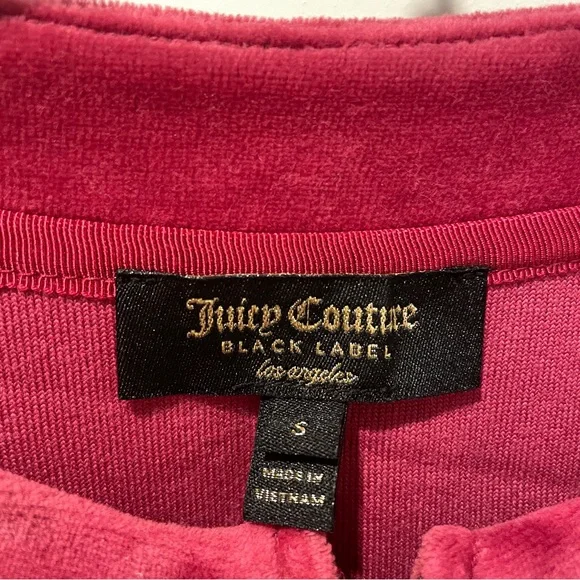 Juicy Couture
BLACK LABEL
los angeles
S
MADE IN
VIETNAM